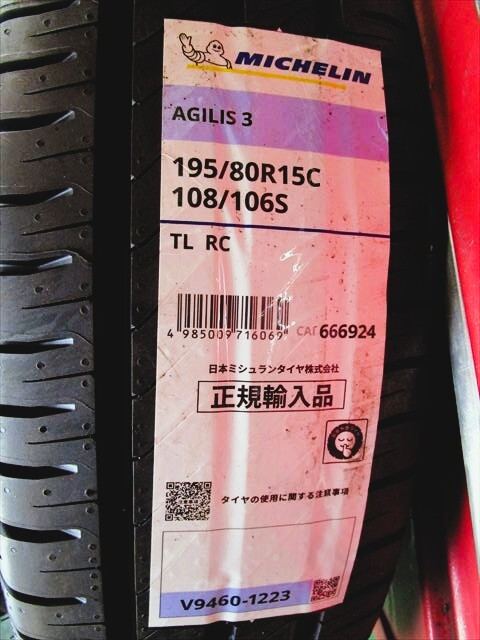 MICHELIN
AGILIS 3
195/80R15C
108/106S
TL RC
4 985009 716069
CAI 666924
日本ミシュランタイヤ株式会社
正規輸入品
タイヤの使用に関する注意事項
V9460-1223